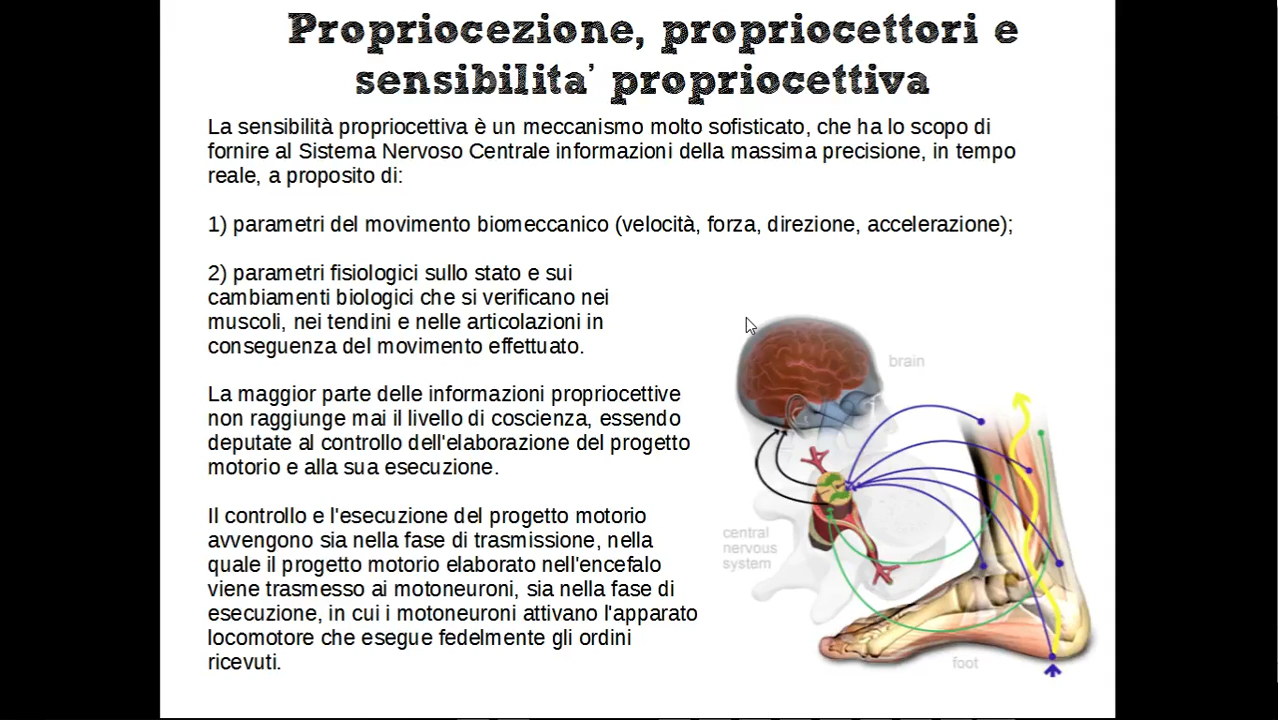 Propriocezione, propriocettori e
sensibilita' propriocettiva
La sensibilità propriocettiva è un meccanismo molto sofisticato, che ha lo scopo di
fornire al Sistema Nervoso Centrale informazioni della massima precisione, in tempo
reale, a proposito di:
1) parametri del movimento biomeccanico (velocità, forza, direzione, accelerazione);
2) parametri fisiologici sullo stato e sui
cambiamenti biologici che si verificano nei
muscoli, nei tendini e nelle articolazioni in
conseguenza del movimento effettuato.
La maggior parte delle informazioni propriocettive
non raggiunge mai il livello di coscienza, essendo
deputate al controllo dell'elaborazione del progetto
motorio e alla sua esecuzione.
Il controllo e l'esecuzione del progetto motorio
avvengono sia nella fase di trasmissione, nella
quale il progetto motorio elaborato nell'encefalo
viene trasmesso ai motoneuroni, sia nella fase di
esecuzione, in cui i motoneuroni attivano l'apparato
locomotore che esegue fedelmente gli ordini
ricevuti.
brain
central
nervous
system
foot